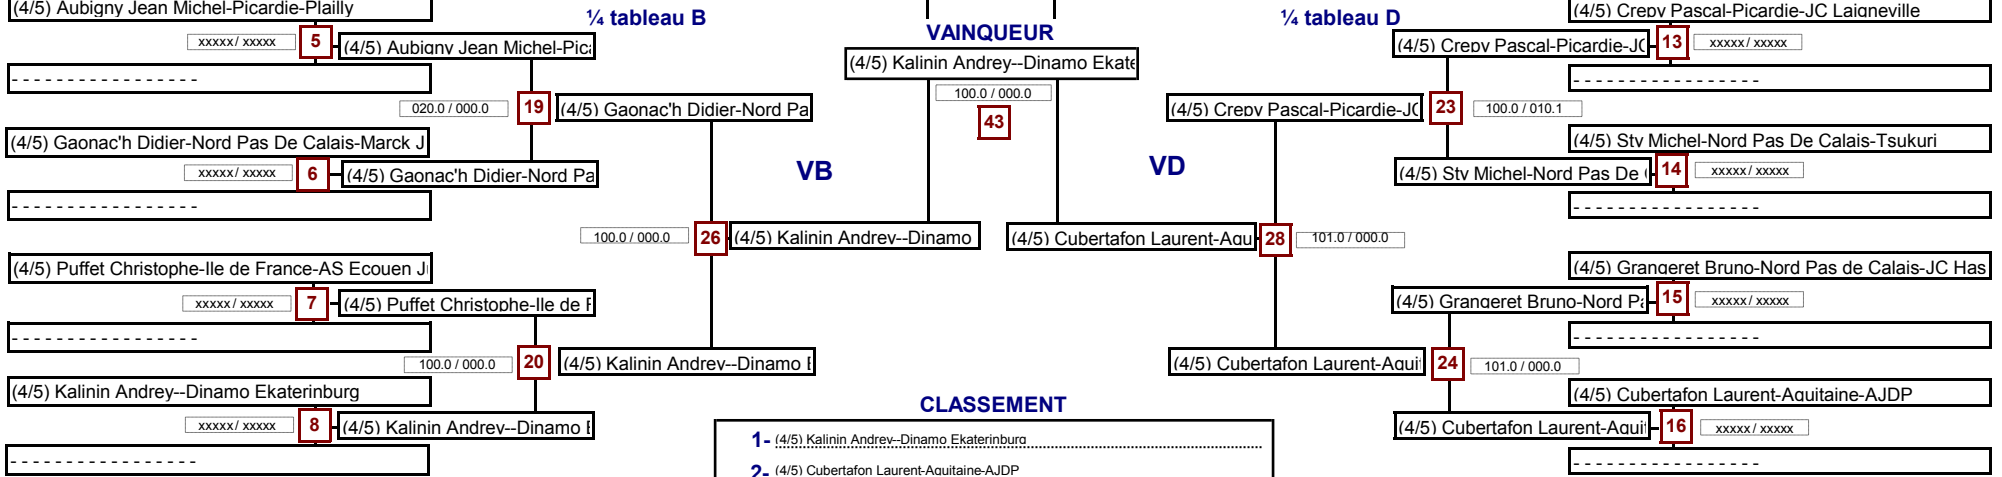 (4/5) Aubigny Jean Michel-Picardie-Plailly
¼ tableau B
¼ tableau D
(4/5) Crepy Pascal-Picardie-JC Laigneville
xxxxx / xxxxx
5
(4/5) Aubigny Jean Michel-Pica
VAINQUEUR
(4/5) Kalinin Andrey--Dinamo Ekate
(4/5) Crepy Pascal-Picardie-JC
13
xxxxx / xxxxx
- - - - - - - - - - - - - - - - -
- - - - - - - - - - - - - - - - -
020.0 / 000.0
19
(4/5) Gaonac'h Didier-Nord Pa
100.0 / 000.0
43
(4/5) Crepy Pascal-Picardie-JC
23
100.0 / 010.1
(4/5) Gaonac'h Didier-Nord Pas De Calais-Marck J
(4/5) Sty Michel-Nord Pas De Calais-Tsukuri
xxxxx / xxxxx
6
(4/5) Gaonac'h Didier-Nord Pa
VB
VD
(4/5) Sty Michel-Nord Pas De
14
xxxxx / xxxxx
- - - - - - - - - - - - - - - - -
- - - - - - - - - - - - - - - - -
100.0 / 000.0
26
(4/5) Kalinin Andrey--Dinamo
(4/5) Cubertafon Laurent-Aqu
28
101.0 / 000.0
(4/5) Puffet Christophe-Ile de France-AS Ecouen J
(4/5) Grangeret Bruno-Nord Pas de Calais-JC Has
xxxxx / xxxxx
7
(4/5) Puffet Christophe-Ile de F
(4/5) Grangeret Bruno-Nord Pa
15
xxxxx / xxxxx
- - - - - - - - - - - - - - - - -
- - - - - - - - - - - - - - - - -
100.0 / 000.0
20
(4/5) Kalinin Andrey--Dinamo E
(4/5) Cubertafon Laurent-Aqui
24
101.0 / 000.0
(4/5) Kalinin Andrey--Dinamo Ekaterinburg
(4/5) Cubertafon Laurent-Aquitaine-AJDP
xxxxx / xxxxx
8
(4/5) Kalinin Andrey--Dinamo E
CLASSEMENT
(4/5) Cubertafon Laurent-Aqui
16
xxxxx / xxxxx
- - - - - - - - - - - - - - - - -
- - - - - - - - - - - - - - - - -
1- (4/5) Kalinin Andrey--Dinamo Ekaterinburg
2- (4/5) Cubertafon Laurent-Aquitaine-AJDP